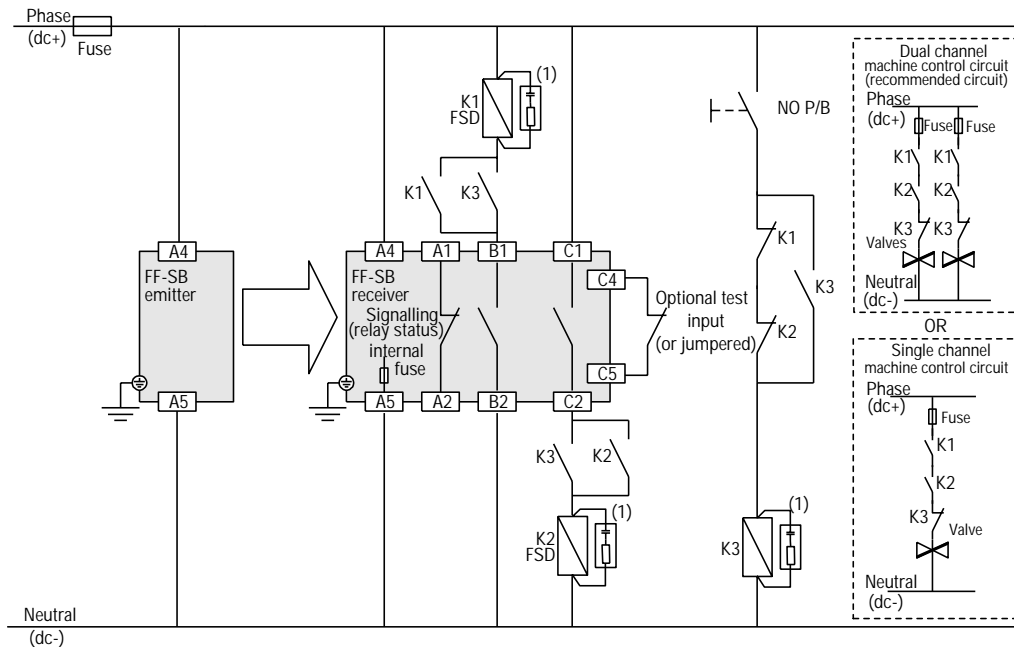 Phase
(dc+)
Fuse
K1
FSD
(1)
K1
K3
NO P/B
A4
FF-SB
emitter
A5
A4
A1
B1
C1
FF-SB
receiver
Signalling
(relay status)
internal
fuse
C4
C5
A5
A2
B2
C2
Optional test
input
(or jumpered)
K1
K3
K2
K3
K2
K2
FSD
(1)
K3
(1)
Neutral
(dc-)
Dual channel
machine control circuit
(recommended circuit)
Phase
(dc+)
Fuse
Fuse
K1
K1
K2
K2
K3
K3
Valves
Neutral
(dc-)
OR
Single channel
machine control circuit
Phase
(dc+)
Fuse
K1
K2
K3
Valve
Neutral
(dc-)